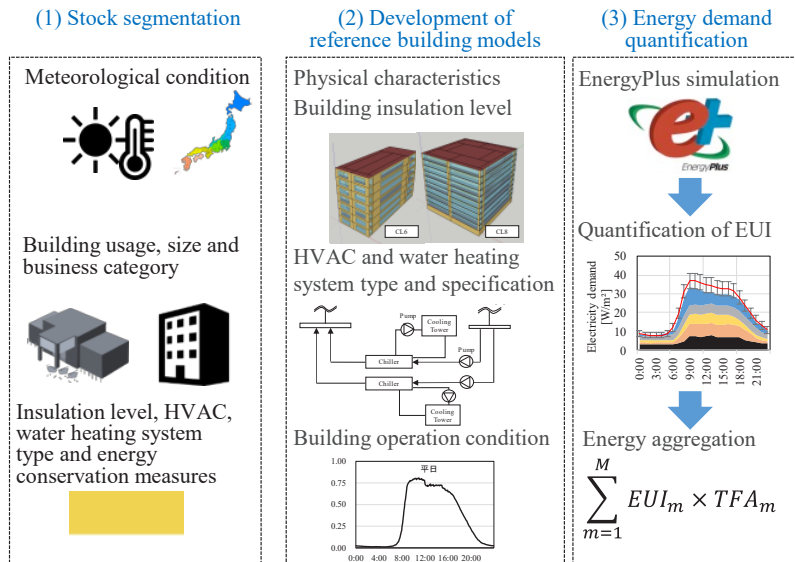 (1) Stock segmentation
Meteorological condition
Building usage, size and
business category
Insulation level, HVAC,
water heating system
type and energy
conservation measures
(2) Development of
reference building models
Physical characteristics
Building insulation level
CL6
CL8
HVAC and water heating
system type and specification
Pump
Cooling
Tower
Chiller
Pump
Chiller
Cooling
Tower
Building operation condition
平日
1.00
0.75
0.50
0.25
0.00
0:00 4:00 8:00 12:00 16:00 20:00
(3) Energy demand
quantification
EnergyPlus simulation
e+
EnergyPlus
Quantification of EUI
Electricity demand
[W/m²]
50
40
30
20
10
0
0:00 3:00 6:00 9:00 12:00 15:00 18:00 21:00
Energy aggregation
M
∑ EUIₘ × TFAₘ
m=1